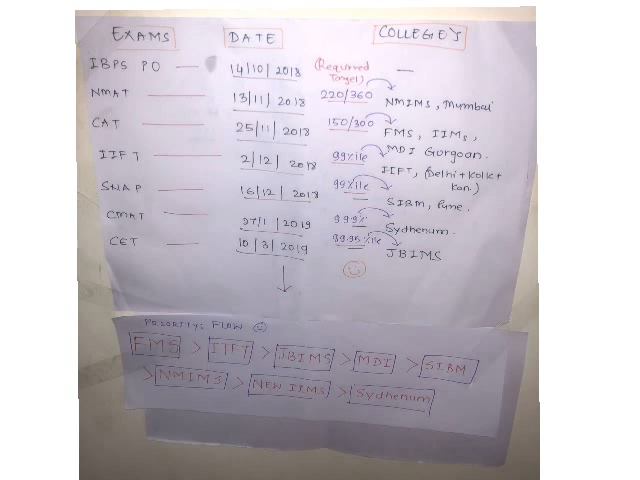 EXAMS DATE COLLEGE'S
IBPS PO — 14/10/2018 (Required Target) —
NMAT — 13/11/2018 220/360 NMIMS, Mumbai
CAT — 25/11/2018 150/300 FMS, IIMs,
MDI Gurgoan.
IIFT — 2/12/2018 99%ile IIFT, (Delhi+Kolk+
Kan.)
SNAP — 16/12/2018 99%ile SIBM, Pune.
CMAT — 27/1/2019 99.9% Sydhenum.
CET — 10/3/2019 99.95%ile JBIMS
PRIORITY: FLOW
FMS > IIFT > JBIMS > MDI > SIBM
> NMIMS > NEW IIMS > Sydhenum